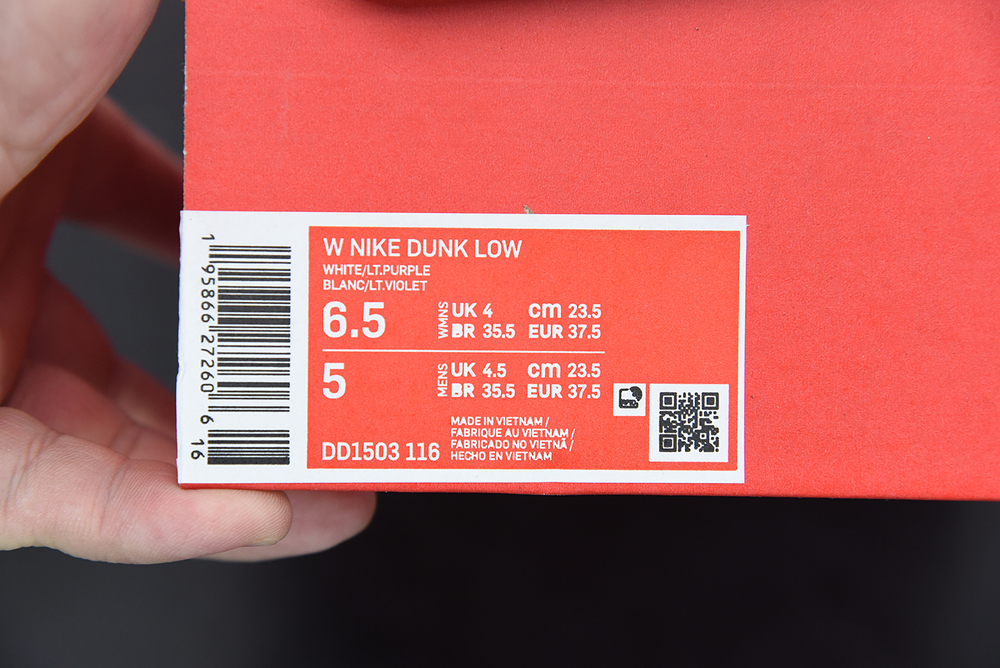 1 95866 27260 6 16
W NIKE DUNK LOW
WHITE/LT.PURPLE
BLANC/LT.VIOLET
6.5
WMNS
UK 4 cm 23.5
BR 35.5 EUR 37.5
5
MENS
UK 4.5 cm 23.5
BR 35.5 EUR 37.5
MADE IN VIETNAM /
FABRIQUE AU VIETNAM /
FABRICADO NO VIETNÃ /
HECHO EN VIETNAM
DD1503 116